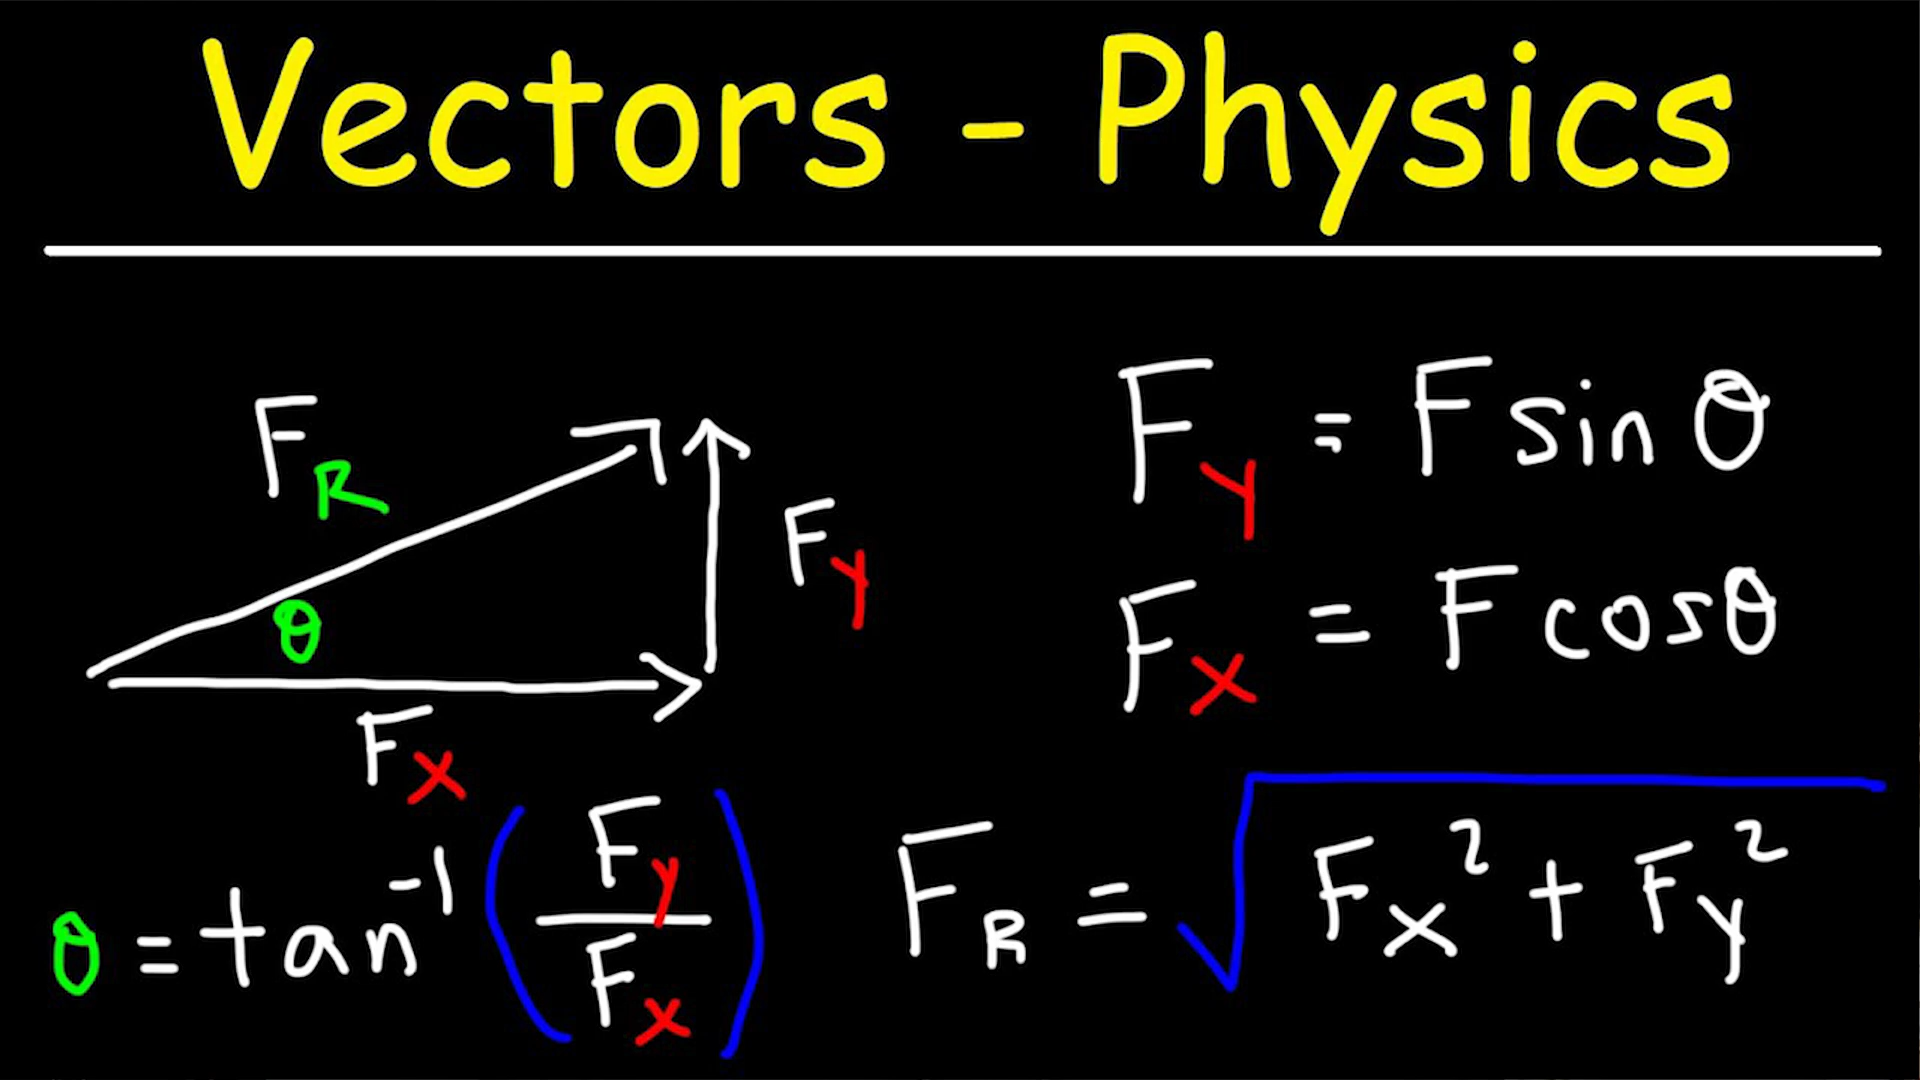 Vectors - Physics
F_R
θ
F_y
F_x
F_y = F sin θ
F_x = F cos θ
θ = tan⁻¹ (F_y / F_x)
F_R = √(F_x² + F_y²)